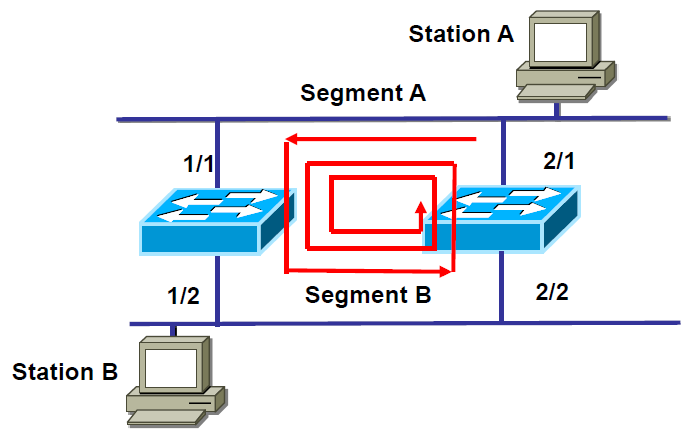 Station A
Segment A
1/1
2/1
1/2
Segment B
2/2
Station B